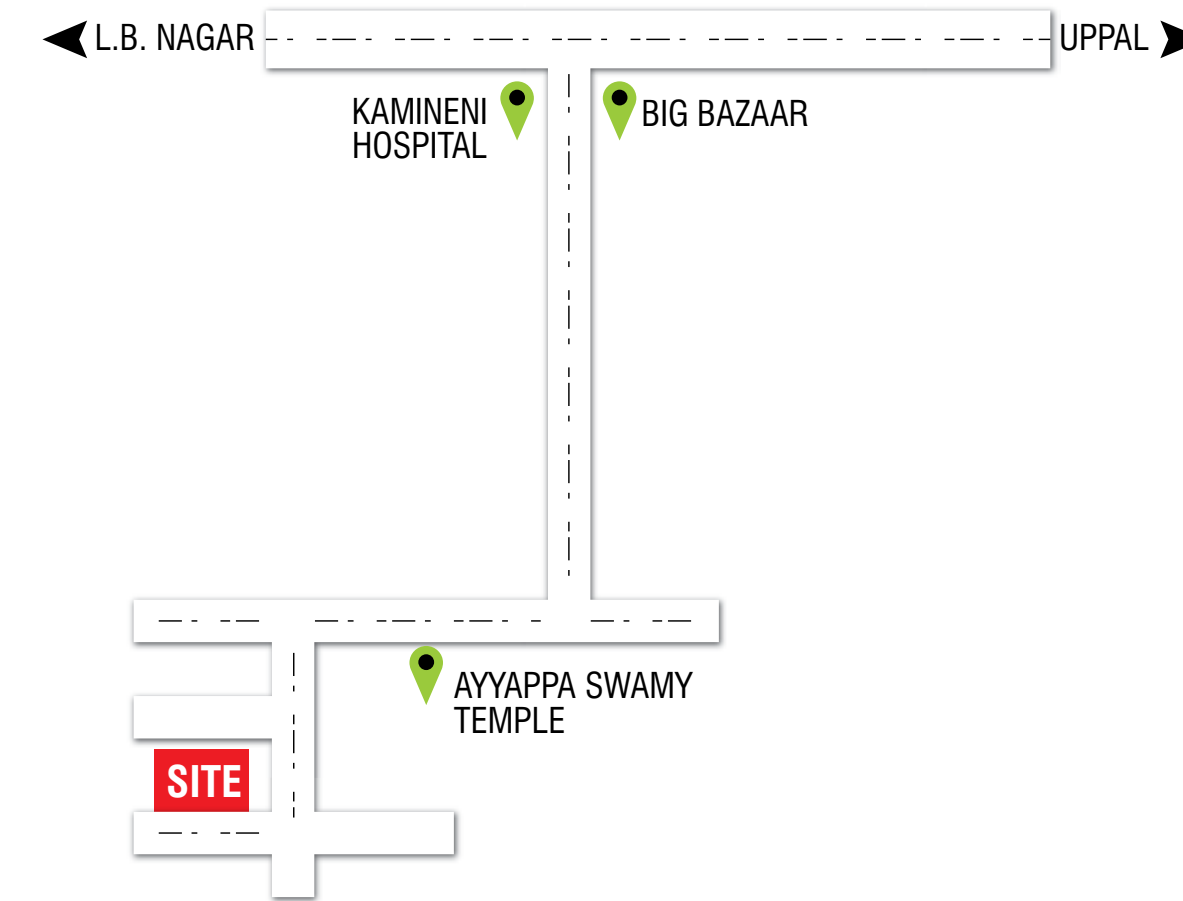 L.B. NAGAR
UPPAL
KAMINENI
HOSPITAL
BIG BAZAAR
AYYAPPA SWAMY
TEMPLE
SITE